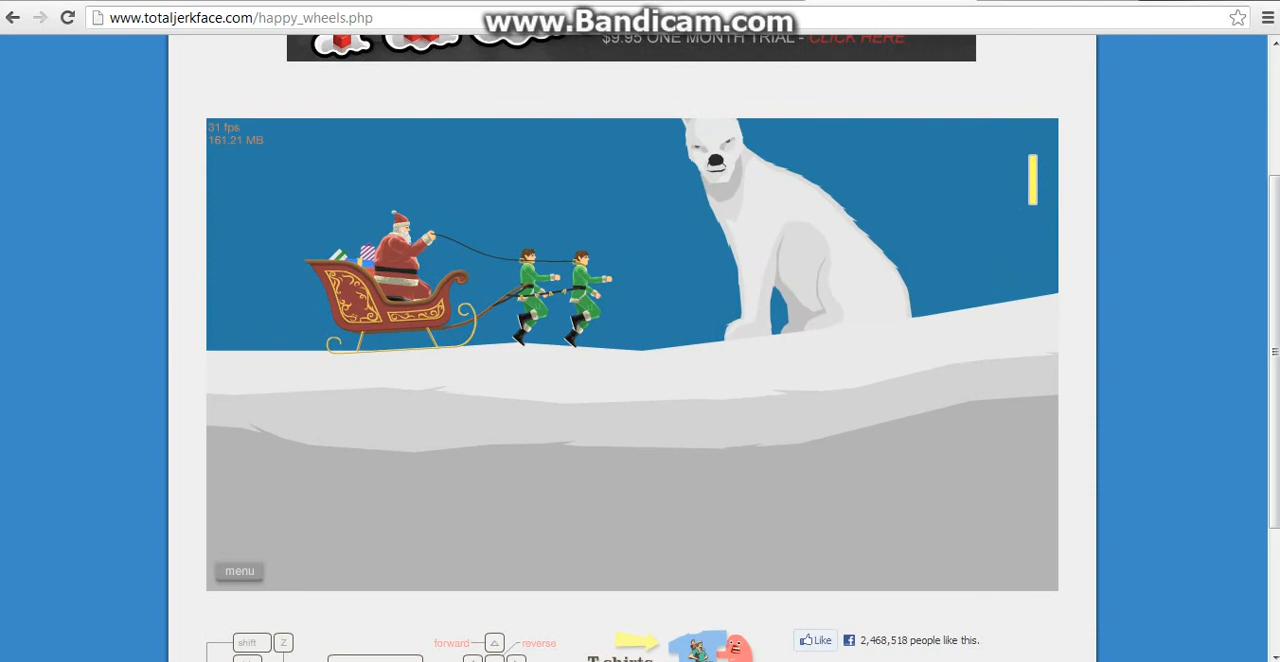 www.totaljerkface.com/happy_wheels.php
www.Bandicam.com
$9.95 ONE MONTH TRIAL - CLICK HERE
31 fps
161.21 MB
menu
shift Z
forward
reverse
T-shirts
Like
2,468,518 people like this.